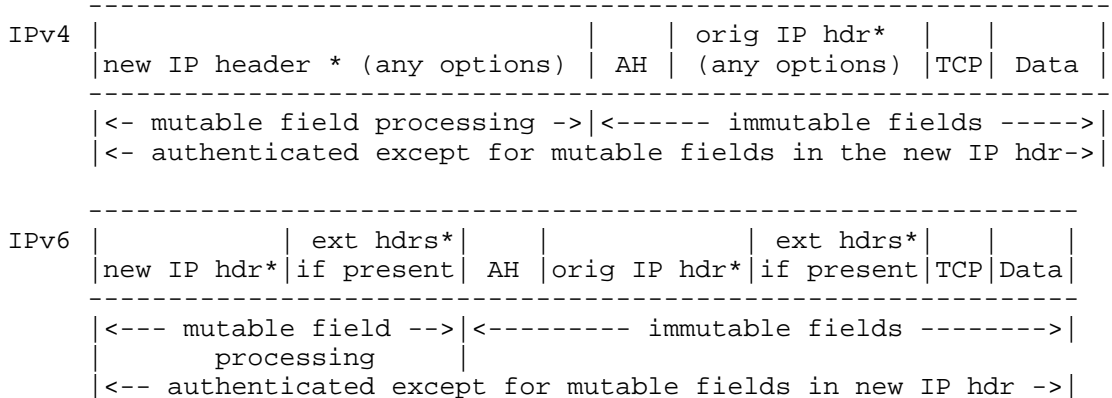 ----------------------------------------------------------------
IPv4 |                               |    | orig IP hdr*  |   |      |
     |new IP header * (any options) | AH | (any options) |TCP| Data |
     ----------------------------------------------------------------
     |<- mutable field processing ->|<------ immutable fields ----->|
     |<- authenticated except for mutable fields in the new IP hdr->|

     --------------------------------------------------------------
IPv6 |           | ext hdrs*|    |            | ext hdrs*|   |    |
     |new IP hdr*|if present| AH |orig IP hdr*|if present|TCP|Data|
     --------------------------------------------------------------
     |<--- mutable field -->|<--------- immutable fields -------->|
     |       processing     |
     |<-- authenticated except for mutable fields in new IP hdr ->|